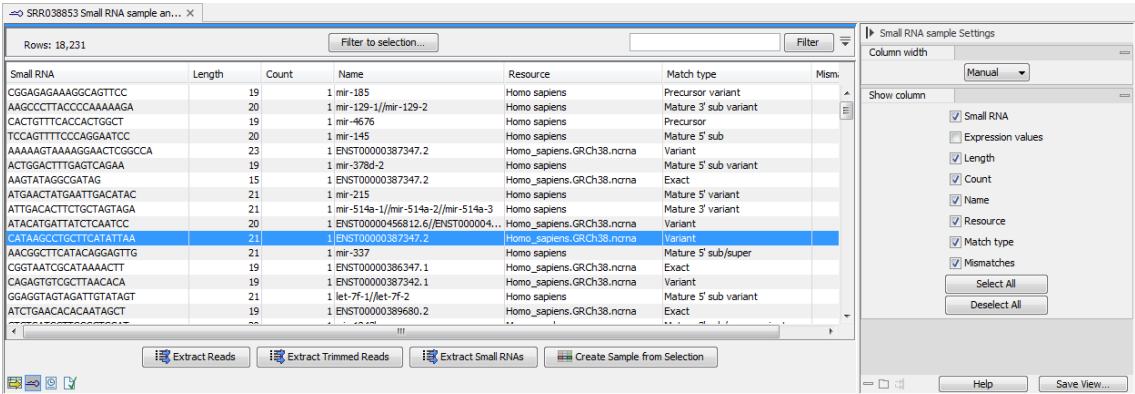 SRR038853 Small RNA sample an...
Rows: 18,231 Filter to selection... Filter
Small RNA Length Count Name Resource Match type Misma
CGGAGAGAAAGGCAGTTCC 19 1 mir-185 Homo sapiens Precursor variant
AAGCCCTTACCCCAAAAAGA 20 1 mir-129-1//mir-129-2 Homo sapiens Mature 3' sub variant
CACTGTTTCACCACTGGCT 19 1 mir-4676 Homo sapiens Precursor
TCCAGTTTTCCCAGGAATCC 20 1 mir-145 Homo sapiens Mature 5' sub
AAAAAGTAAAAGGAACTCGGCCA 23 1 ENST00000387347.2 Homo_sapiens.GRCh38.ncrna Variant
ACTGGACTTTGAGTCAGAA 19 1 mir-378d-2 Homo sapiens Mature 5' sub variant
AAGTATAGGCGATAG 15 1 ENST00000387347.2 Homo_sapiens.GRCh38.ncrna Exact
ATGAACTATGAATTGACATAC 21 1 mir-215 Homo sapiens Mature 5' variant
ATTGACACTTCTGCTAGTAGA 21 1 mir-514a-1//mir-514a-2//mir-514a-3 Homo sapiens Mature 3' variant
ATACATGATTATCTCAATCC 20 1 ENST00000456812.6//ENST000004... Homo_sapiens.GRCh38.ncrna Variant
CATAAGCCTGCTTCATATTAA 21 1 ENST00000387347.2 Homo_sapiens.GRCh38.ncrna Variant
AACGGCTTCATACAGGAGTTG 21 1 mir-337 Homo sapiens Mature 5' sub/super
CGGTAATCGCATAAAACTT 19 1 ENST00000386347.1 Homo_sapiens.GRCh38.ncrna Exact
CAGAGTGTCGCTTAACACA 19 1 ENST00000387342.1 Homo_sapiens.GRCh38.ncrna Variant
GGAGGTAGTAGATTGTATAGT 21 1 let-7f-1//let-7f-2 Homo sapiens Mature 5' sub variant
ATCTGAACACACAATAGCT 19 1 ENST00000389680.2 Homo_sapiens.GRCh38.ncrna Exact
Extract Reads Extract Trimmed Reads Extract Small RNAs Create Sample from Selection
Small RNA sample Settings
Column width
Manual
Show column
Small RNA
Expression values
Length
Count
Name
Resource
Match type
Mismatches
Select All
Deselect All
Help Save View...